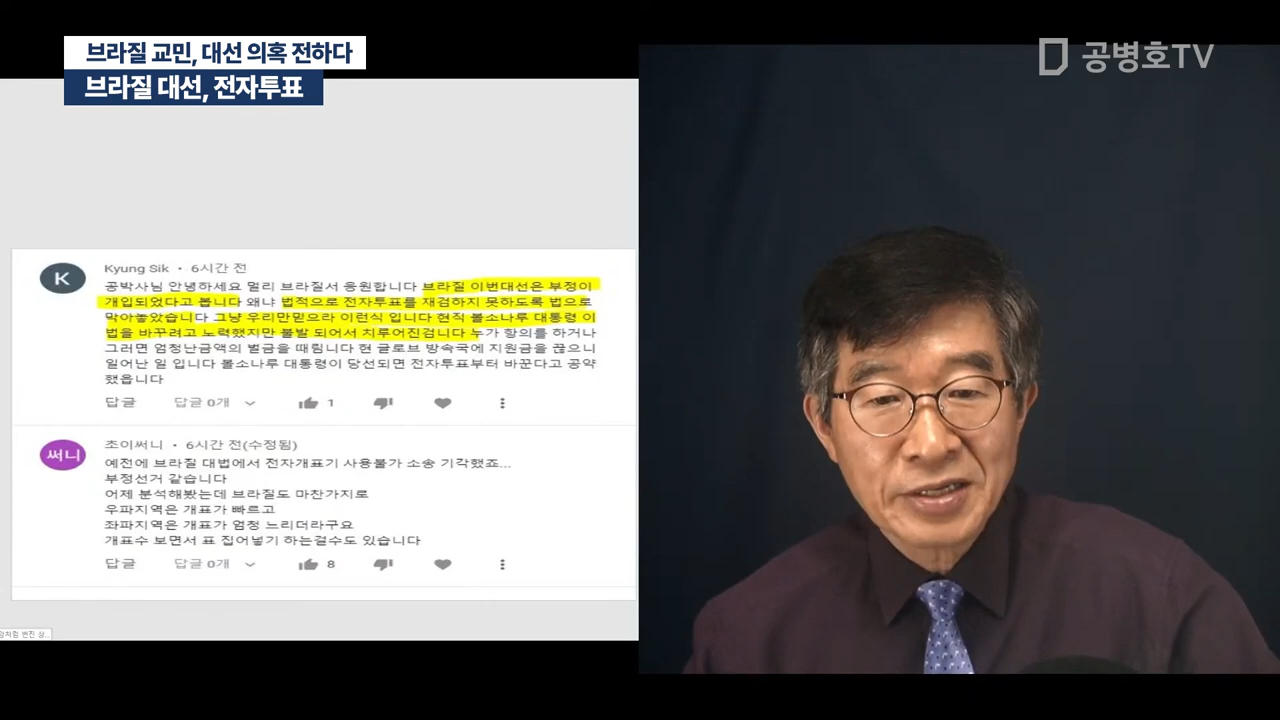 브라질 교민, 대선 의혹 전하다
브라질 대선, 전자투표
공병호TV
K
Kyung Sik • 6시간 전
공박사님 안녕하세요 멀리 브라질서 응원합니다 브라질 이번대선은 부정이
개입되었다고 봅니다 왜냐 법적으로 전자투표를 재검하지 못하도록 법으로
막아놓았습니다 그냥 우리만믿으라 이런식 입니다 현직 볼소나루 대통령 이
법을 바꾸려고 노력했지만 불발 되어서 치루어진겁니다 누가 항의를 하거나
그러면 엄청난금액의 벌금을 때림니다 현 글로브 방속국에 지원금을 끊으니
일어난 일 입니다 볼소나루 대통령이 당선되면 전자투표부터 바꾼다고 공약
했읍니다
답글 답글 0개 1
써니
초이써니 • 6시간 전(수정됨)
예전에 브라질 대법에서 전자개표기 사용불가 소송 기각했죠...
부정선거 같습니다
어제 분석해봤는데 브라질도 마찬가지로
우파지역은 개표가 빠르고
좌파지역은 개표가 엄청 느리더라구요
개표수 보면서 표 집어넣기 하는걸수도 있습니다
답글 답글 0개 8